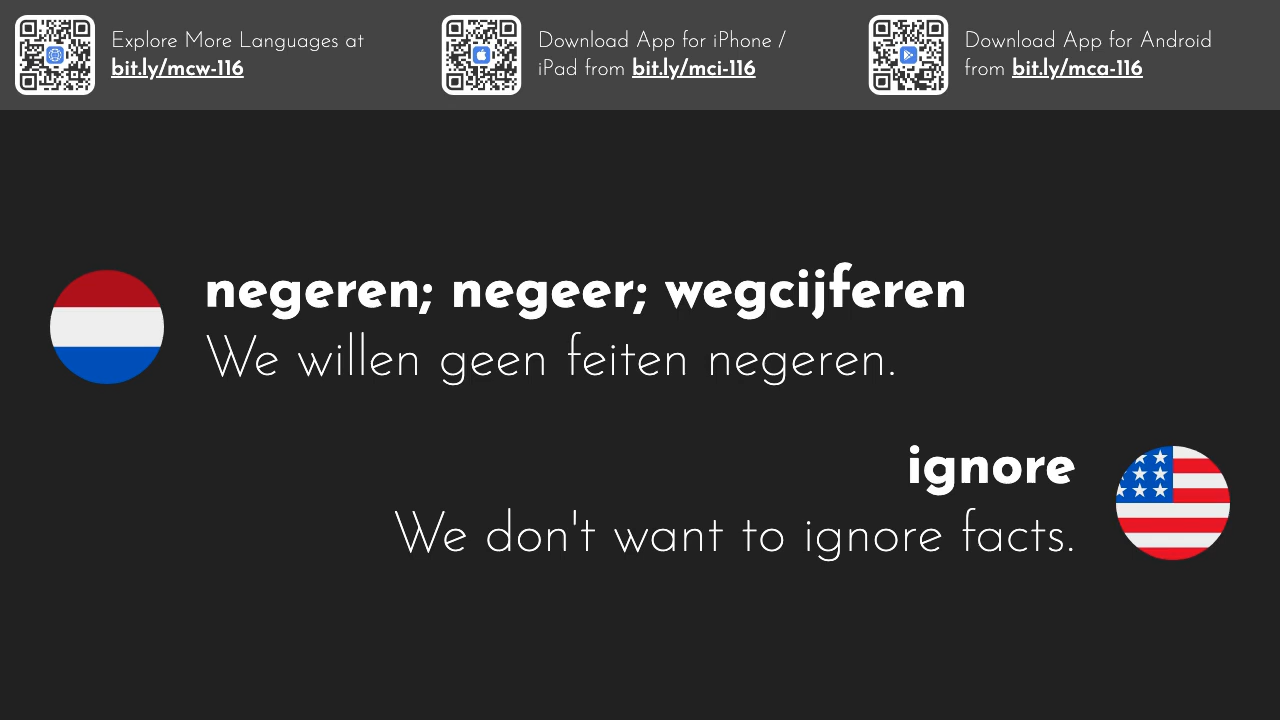 Explore More Languages at
bit.ly/mcw-116
Download App for iPhone /
iPad from bit.ly/mci-116
Download App for Android
from bit.ly/mca-116
negeren; negeer; wegcijferen
We willen geen feiten negeren.
ignore
We don't want to ignore facts.